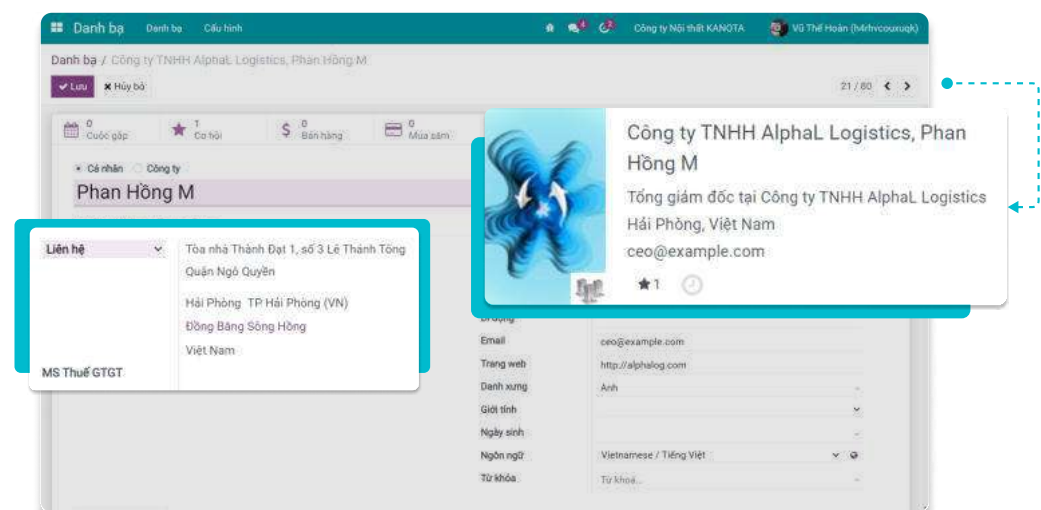 Danh bạ Danh bạ Cấu hình 4 2 Công ty Nội thất KANOTA Vũ Thế Hoàn (h4rhvcouxuqk)
Danh bạ / Công ty TNHH AlphaL Logistics, Phan Hồng M
Lưu Hủy bỏ 21 / 80
0 Cuộc gặp 1 Cơ hội 0 Bán hàng 0 Mua sắm
Cá nhân Công ty
Phan Hồng M
Công ty TNHH AlphaL Logistics, Phan
Hồng M
Tổng giám đốc tại Công ty TNHH AlphaL Logistics
Hải Phòng, Việt Nam
ceo@example.com
1
Liên hệ Tòa nhà Thành Đạt 1, số 3 Lê Thánh Tông
Quận Ngô Quyền
Hải Phòng TP Hải Phòng (VN)
Đồng Bằng Sông Hồng
Việt Nam
MS Thuế GTGT
Di động
Email ceo@example.com
Trang web http://alphalog.com
Danh xưng Anh
Giới tính
Ngày sinh
Ngôn ngữ Vietnamese / Tiếng Việt
Từ khóa Từ khoá...